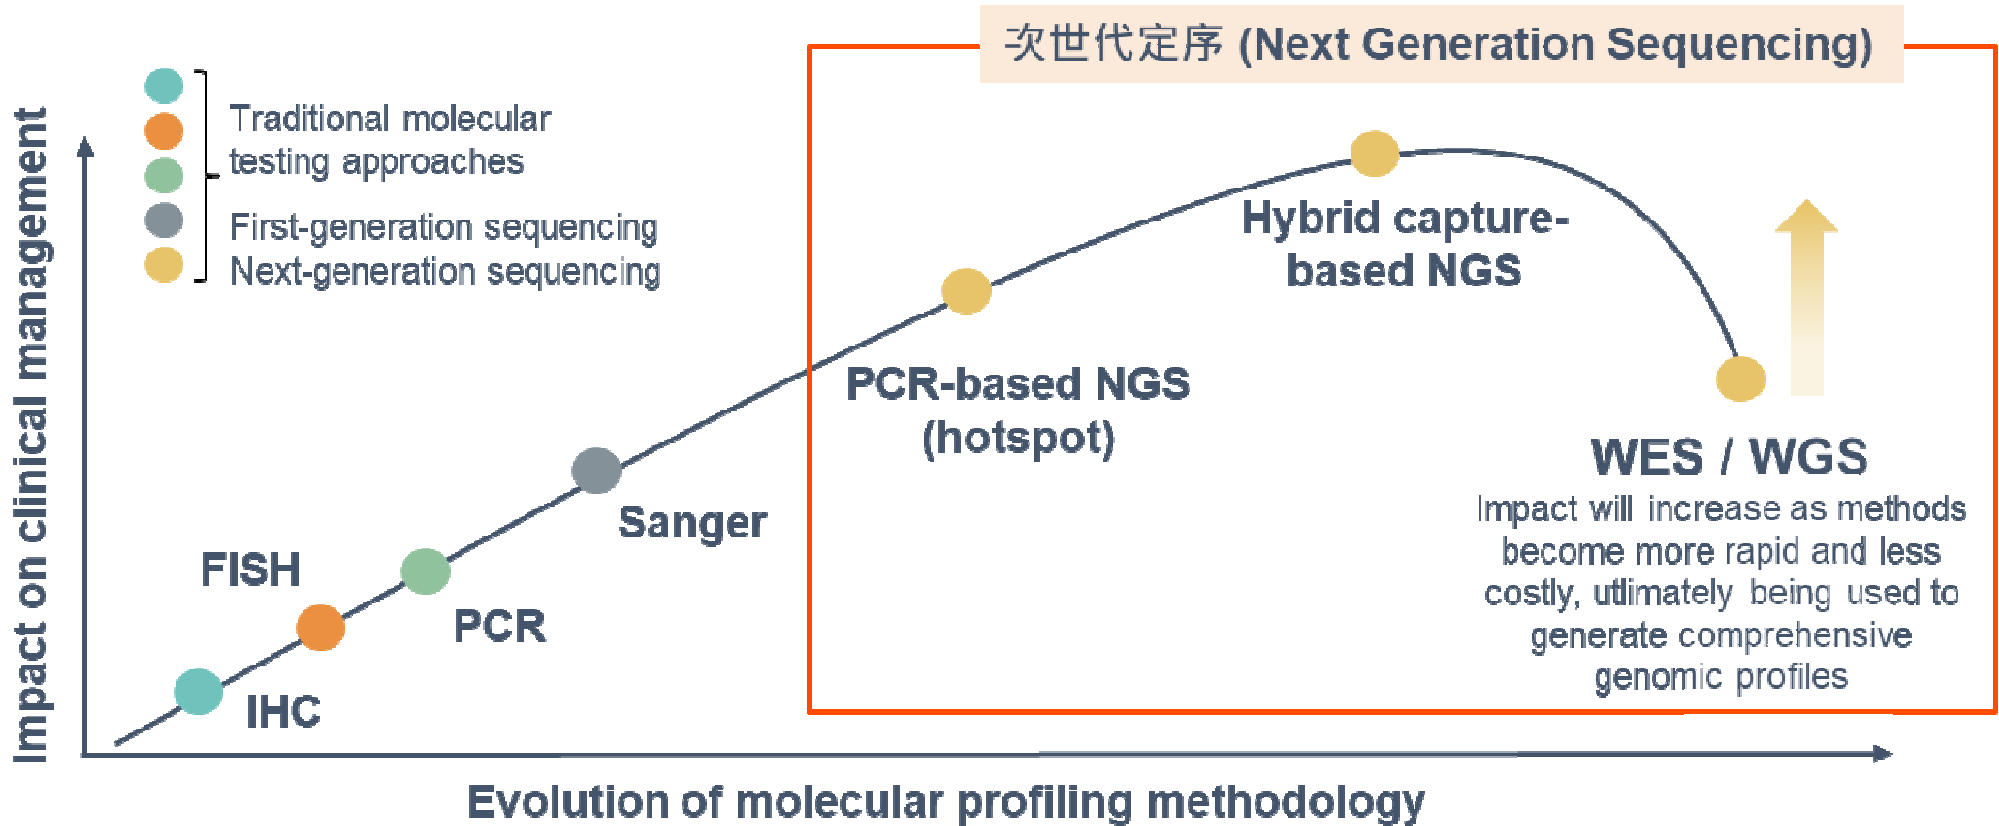 次世代定序 (Next Generation Sequencing)
Traditional molecular
testing approaches
First-generation sequencing
Next-generation sequencing
Impact on clinical management
Hybrid capture-
based NGS
PCR-based NGS
(hotspot)
WES / WGS
Impact will increase as methods
become more rapid and less
costly, utlimately being used to
generate comprehensive
genomic profiles
Sanger
FISH
PCR
IHC
Evolution of molecular profiling methodology